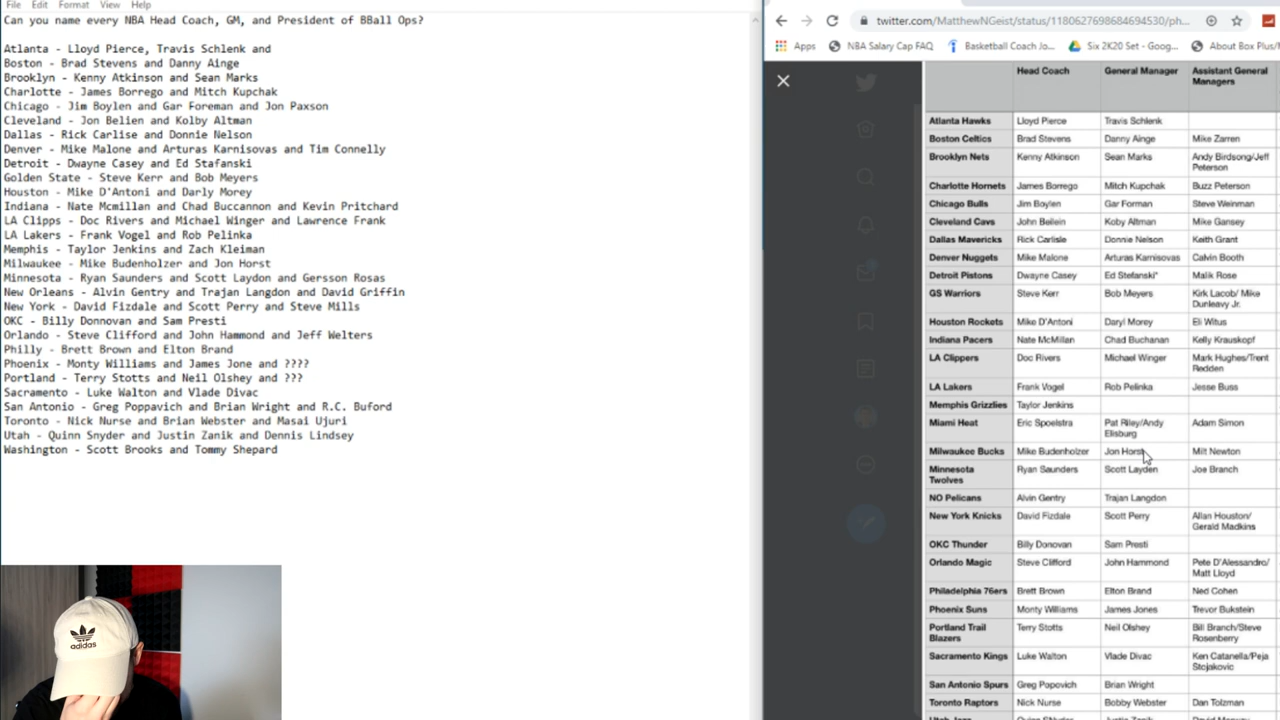 File Edit Format View Help
Can you name every NBA Head Coach, GM, and President of BBall Ops?
Atlanta - Lloyd Pierce, Travis Schlenk and
Boston - Brad Stevens and Danny Ainge
Brooklyn - Kenny Atkinson and Sean Marks
Charlotte - James Borrego and Mitch Kupchak
Chicago - Jim Boylen and Gar Foreman and Jon Paxson
Cleveland - Jon Belien and Kolby Altman
Dallas - Rick Carlise and Donnie Nelson
Denver - Mike Malone and Arturas Karnisovas and Tim Connelly
Detroit - Dwayne Casey and Ed Stafanski
Golden State - Steve Kerr and Bob Meyers
Houston - Mike D'Antoni and Darly Morey
Indiana - Nate Mcmillan and Chad Buccannon and Kevin Pritchard
LA Clipps - Doc Rivers and Michael Winger and Lawrence Frank
LA Lakers - Frank Vogel and Rob Pelinka
Memphis - Taylor Jenkins and Zach Kleiman
Milwaukee - Mike Budenholzer and Jon Horst
Minnesota - Ryan Saunders and Scott Laydon and Gersson Rosas
New Orleans - Alvin Gentry and Trajan Langdon and David Griffin
New York - David Fizdale and Scott Perry and Steve Mills
OKC - Billy Donnovan and Sam Presti
Orlando - Steve Clifford and John Hammond and Jeff Welters
Philly - Brett Brown and Elton Brand
Phoenix - Monty Williams and James Jone and ????
Portland - Terry Stotts and Neil Olshey and ???
Sacramento - Luke Walton and Vlade Divac
San Antonio - Greg Poppavich and Brian Wright and R.C. Buford
Toronto - Nick Nurse and Brian Webster and Masai Ujuri
Utah - Quinn Snyder and Justin Zanik and Dennis Lindsey
Washington - Scott Brooks and Tommy Shepard
adidas
twitter.com/MatthewNGeist/status/1180627698684694530/ph...
Apps NBA Salary Cap FAQ Basketball Coach Jo... Six 2K20 Set - Goog... About Box Plus/
Head Coach General Manager Assistant General
Managers
Atlanta Hawks Lloyd Pierce Travis Schlenk
Boston Celtics Brad Stevens Danny Ainge Mike Zarren
Brooklyn Nets Kenny Atkinson Sean Marks Andy Birdsong/Jeff
Peterson
Charlotte Hornets James Borrego Mitch Kupchak Buzz Peterson
Chicago Bulls Jim Boylen Gar Forman Steve Weinman
Cleveland Cavs John Beilein Koby Altman Mike Gansey
Dallas Mavericks Rick Carlisle Donnie Nelson Keith Grant
Denver Nuggets Mike Malone Arturas Karnisovas Calvin Booth
Detroit Pistons Dwayne Casey Ed Stefanski* Malik Rose
GS Warriors Steve Kerr Bob Meyers Kirk Lacob/ Mike
Dunleavy Jr.
Houston Rockets Mike D'Antoni Daryl Morey Eli Witus
Indiana Pacers Nate McMillan Chad Buchanan Kelly Krauskopf
LA Clippers Doc Rivers Michael Winger Mark Hughes/Trent
Redden
LA Lakers Frank Vogel Rob Pelinka Jesse Buss
Memphis Grizzlies Taylor Jenkins
Miami Heat Eric Spoelstra Pat Riley/Andy Adam Simon
Elisburg
Milwaukee Bucks Mike Budenholzer Jon Horst Milt Newton
Minnesota Ryan Saunders Scott Layden Joe Branch
Twolves
NO Pelicans Alvin Gentry Trajan Langdon
New York Knicks David Fizdale Scott Perry Allan Houston/
Gerald Madkins
OKC Thunder Billy Donovan Sam Presti
Orlando Magic Steve Clifford John Hammond Pete D'Alessandro/
Matt Lloyd
Philadelphia 76ers Brett Brown Elton Brand Ned Cohen
Phoenix Suns Monty Williams James Jones Trevor Bukstein
Portland Trail Terry Stotts Neil Olshey Bill Branch/Steve
Blazers Rosenberry
Sacramento Kings Luke Walton Vlade Divac Ken Catanella/Peja
Stojakovic
San Antonio Spurs Greg Popovich Brian Wright
Toronto Raptors Nick Nurse Bobby Webster Dan Tolzman